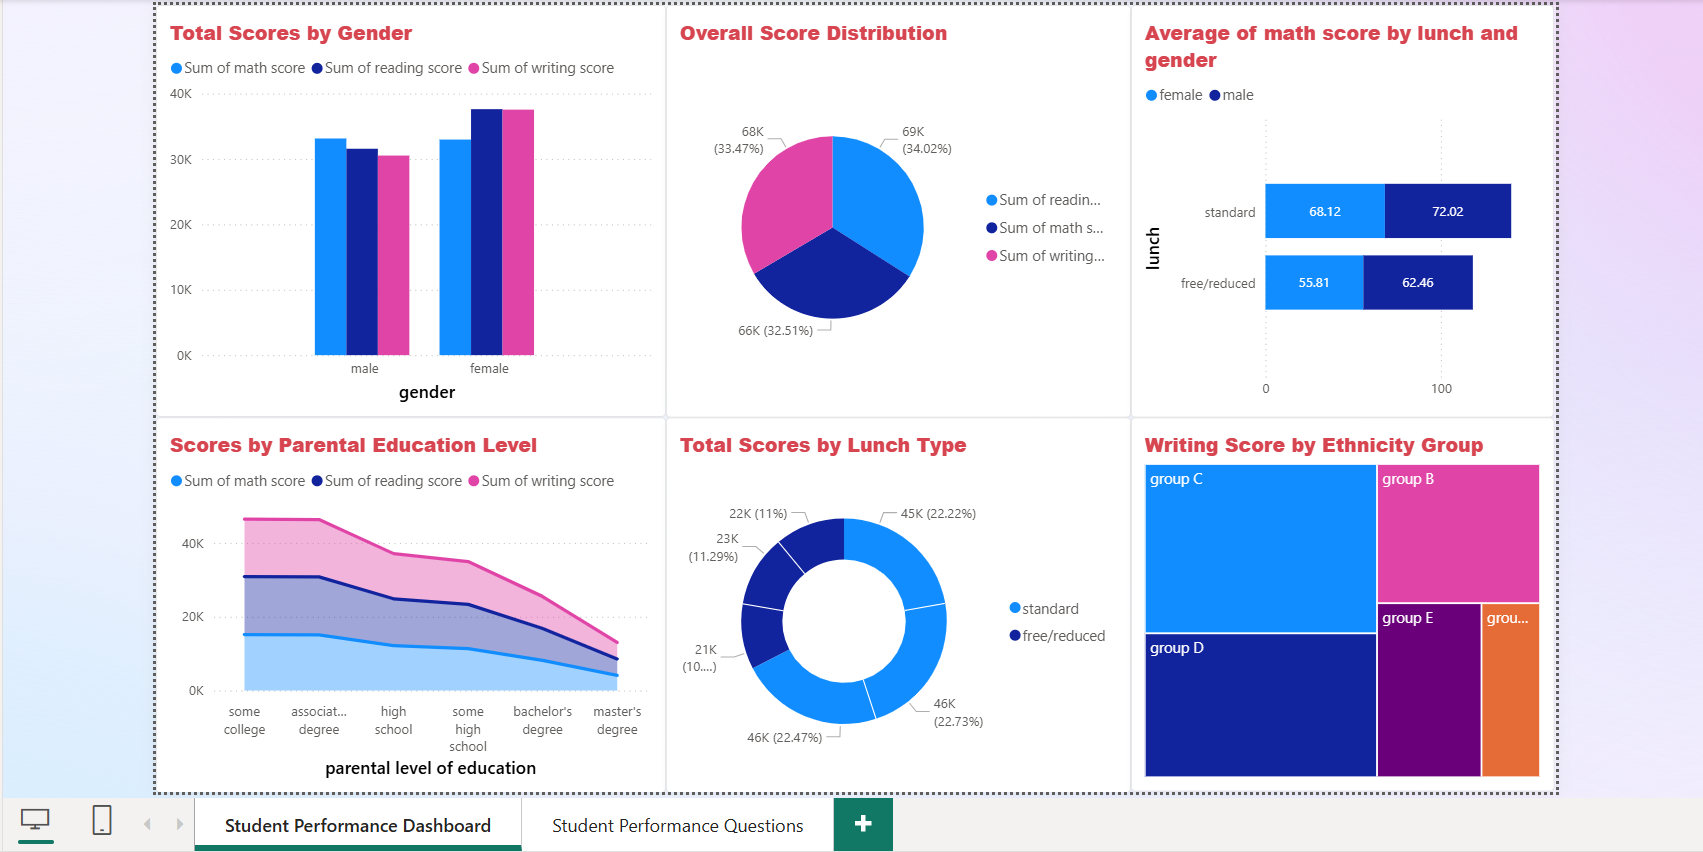 Total Scores by Gender
Sum of math score Sum of reading score Sum of writing score
40K
30K
20K
10K
0K
male female
gender
Overall Score Distribution
68K
(33.47%)
69K
(34.02%)
66K (32.51%)
Sum of readin...
Sum of math s...
Sum of writing...
Average of math score by lunch and
gender
female male
lunch
standard 68.12 72.02
free/reduced 55.81 62.46
0 100
Scores by Parental Education Level
Sum of math score Sum of reading score Sum of writing score
40K
20K
0K
some
college
associat...
degree
high
school
some
high
school
bachelor's
degree
master's
degree
parental level of education
Total Scores by Lunch Type
22K (11%)
45K (22.22%)
23K
(11.29%)
21K
(10....)
46K
(22.73%)
46K (22.47%)
standard
free/reduced
Writing Score by Ethnicity Group
group C
group B
group D
group E
grou...
Student Performance Dashboard
Student Performance Questions